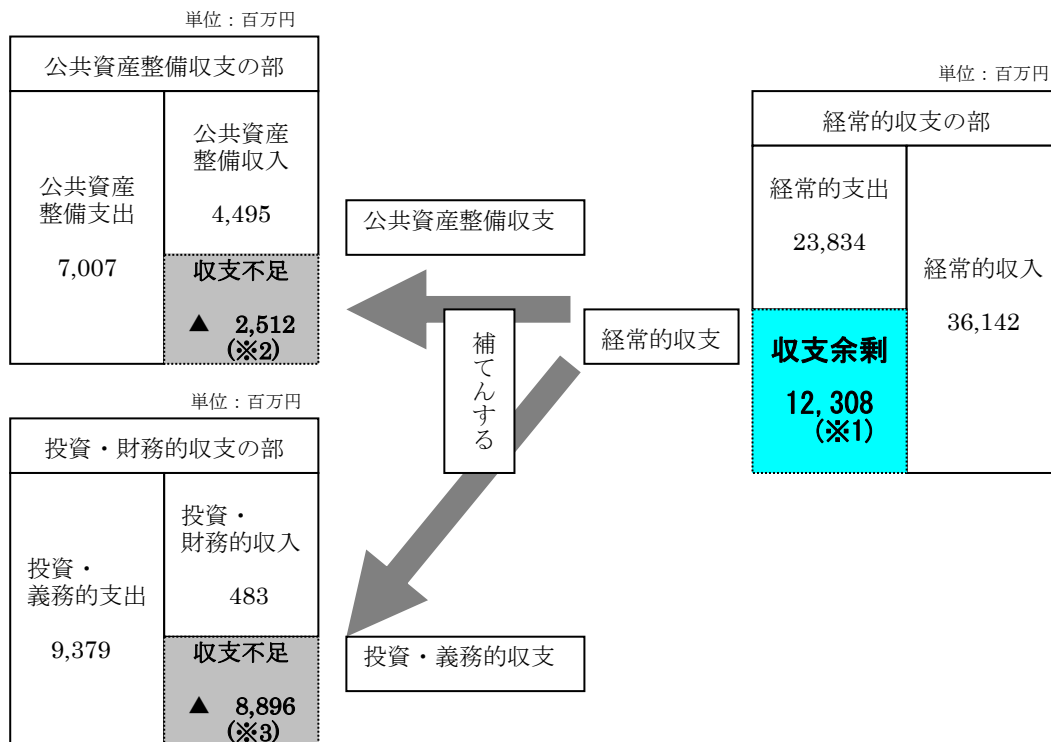 単位：百万円
公共資産整備収支の部
公共資産
整備支出
7,007
公共資産
整備収入
4,495
収支不足
▲ 2,512
(※2)
単位：百万円
投資・財務的収支の部
投資・
義務的支出
9,379
投資・
財務的収入
483
収支不足
▲ 8,896
(※3)
公共資産整備収支
補てんする
経常的収支
投資・義務的収支
単位：百万円
経常的収支の部
経常的支出
23,834
収支余剰
12,308
(※1)
経常的収入
36,142